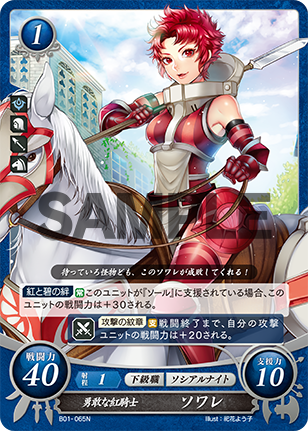 1
SAMPLE
待っていろ怪物ども、このソワレが成敗してくれる!
紅と碧の絆 常 このユニットが『ソール』に支援されている場合、この
ユニットの戦闘力は+30される。
攻撃の紋章 支 戦闘終了まで、自分の攻撃
ユニットの戦闘力は+20される。
戦闘力
40
射程 1 下級職 ソシアルナイト
支援力
10
勇敢な紅騎士 ソワレ
B01-065N
Illust:紀花よう子